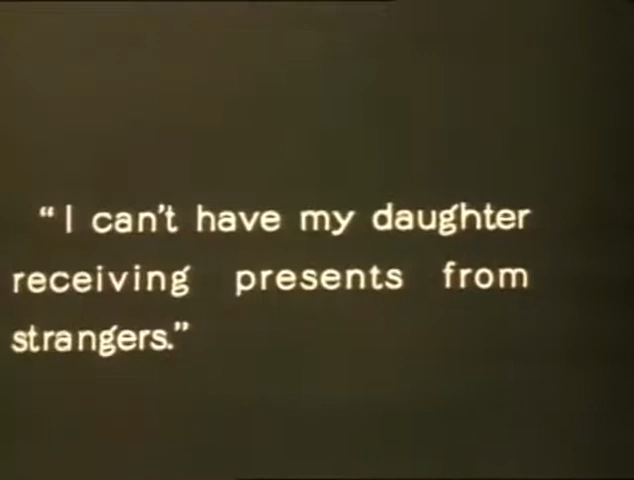 “I can't have my daughter
receiving presents from
strangers.”